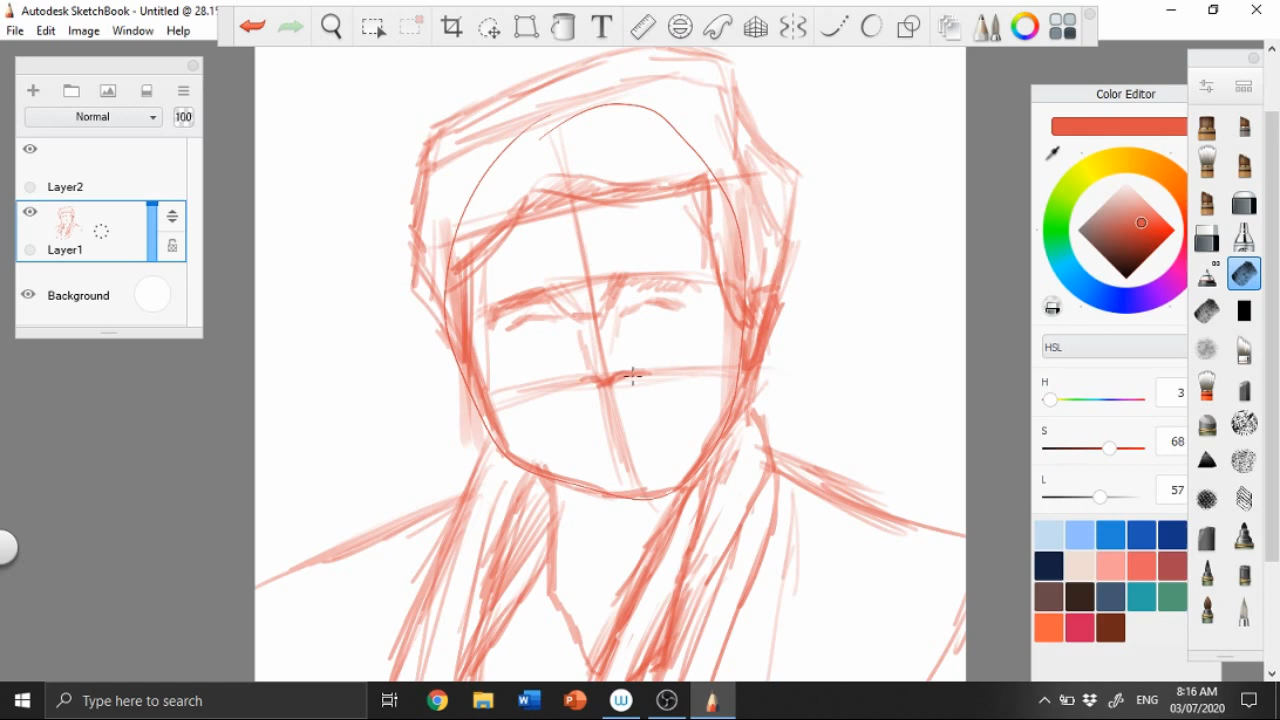 Autodesk SketchBook - Untitled @ 28.1
File Edit Image Window Help
T
Normal
100
Layer2
Layer1
Background
Color Editor
HSL
H
3
S
68
L
57
Type here to search
ENG
8:16 AM
03/07/2020